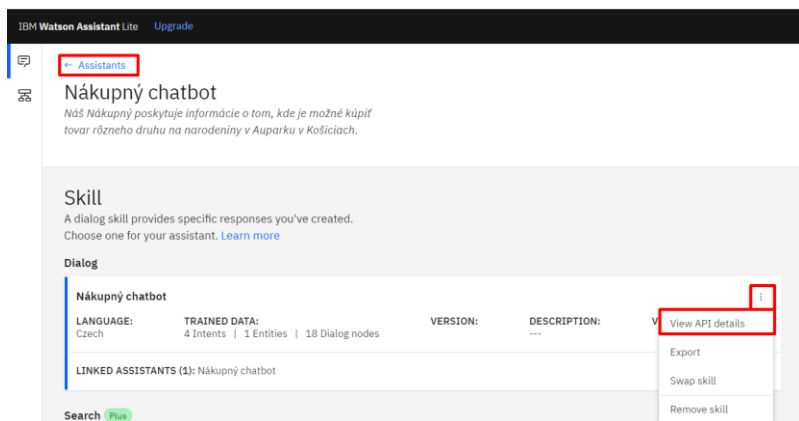 IBM Watson Assistant Lite Upgrade
← Assistants
Nákupný chatbot
Náš Nákupný poskytuje informácie o tom, kde je možné kúpiť
tovar rôzneho druhu na narodeniny v Auparku v Košiciach.
Skill
A dialog skill provides specific responses you've created.
Choose one for your assistant. Learn more
Dialog
Nákupný chatbot
LANGUAGE: TRAINED DATA: VERSION: DESCRIPTION: V
Czech 4 Intents | 1 Entities | 18 Dialog nodes ---
LINKED ASSISTANTS (1): Nákupný chatbot
View API details
Export
Swap skill
Remove skill
Search Plus